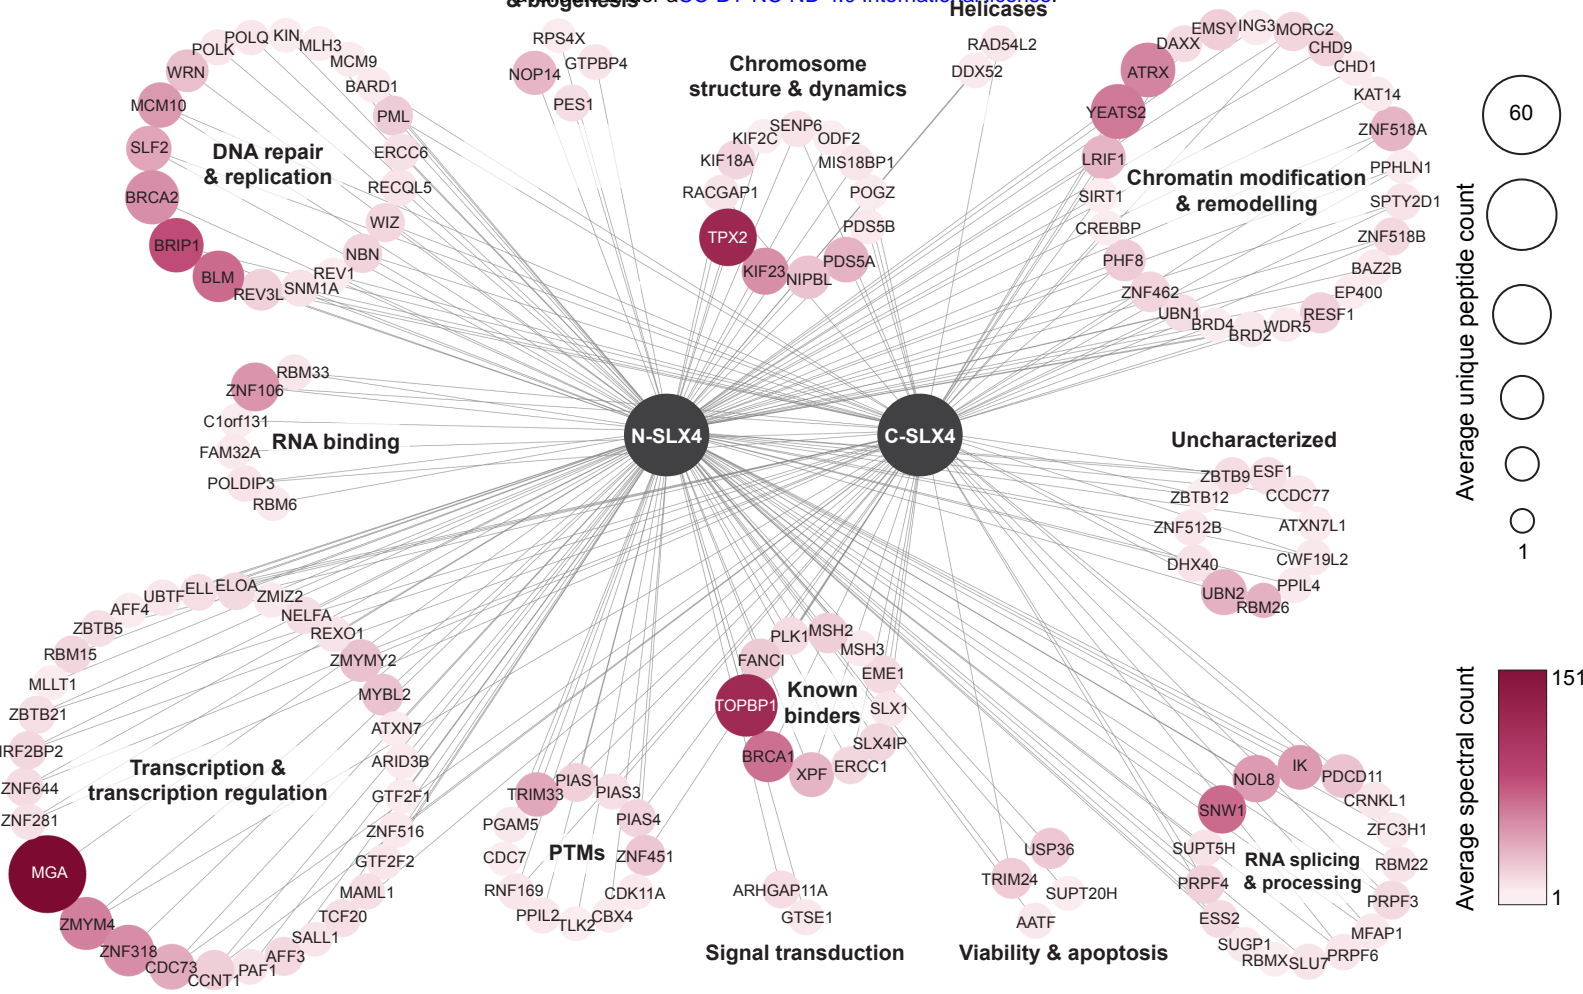 & biogenesis
CC-BY-NC-ND 4.0 International license.
Helicases
RPS4X
GTPBP4
NOP14
PES1
RAD54L2
DDX52
POLK
POLQ
KIN
MLH3
MCM9
BARD1
WRN
MCM10
PML
SLF2
ERCC6
DNA repair
& replication
BRCA2
RECQL5
WIZ
BRIP1
NBN
BLM
REV1
REV3L
SNM1A
Chromosome
structure & dynamics
SENP6
KIF2C
ODF2
KIF18A
MIS18BP1
RACGAP1
POGZ
TPX2
PDS5B
KIF23
NIPBL
PDS5A
EMSY
ING3
MORC2
DAXX
CHD9
ATRX
CHD1
KAT14
YEATS2
ZNF518A
LRIF1
PPHLN1
Chromatin modification
& remodelling
SIRT1
SPTY2D1
CREBBP
ZNF518B
PHF8
BAZ2B
ZNF462
EP400
UBN1
RESF1
BRD4
BRD2
WDR5
60
Average unique peptide count
1
RBM33
ZNF106
C1orf131
RNA binding
FAM32A
POLDIP3
RBM6
N-SLX4
C-SLX4
Uncharacterized
ZBTB9
ESF1
ZBTB12
CCDC77
ZNF512B
ATXN7L1
DHX40
CWF19L2
UBN2
PPIL4
RBM26
AFF4
UBTF
ELL
ELOA
ZMIZ2
ZBTB5
NELFA
REXO1
RBM15
ZMYMY2
MLLT1
MYBL2
ZBTB21
ATXN7
IRF2BP2
ARID3B
Transcription &
transcription regulation
ZNF644
GTF2F1
ZNF281
ZNF516
MGA
GTF2F2
MAML1
ZMYM4
TCF20
ZNF318
SALL1
CDC73
AFF3
CCNT1
PAF1
PLK1
MSH2
FANCI
MSH3
EME1
Known
binders
TOPBP1
SLX1
SLX4IP
BRCA1
XPF
ERCC1
PIAS1
TRIM33
PIAS3
PGAM5
PIAS4
PTMs
CDC7
ZNF451
RNF169
CDK11A
PPIL2
TLK2
CBX4
ARHGAP11A
GTSE1
Signal transduction
USP36
TRIM24
SUPT20H
AATF
Viability & apoptosis
NOL8
IK
PDCD11
SNW1
CRNKL1
SUPT5H
ZFC3H1
RNA splicing
& processing
RBM22
PRPF4
PRPF3
ESS2
MFAP1
SUGP1
PRPF6
RBMX
SLU7
Average spectral count
151
1